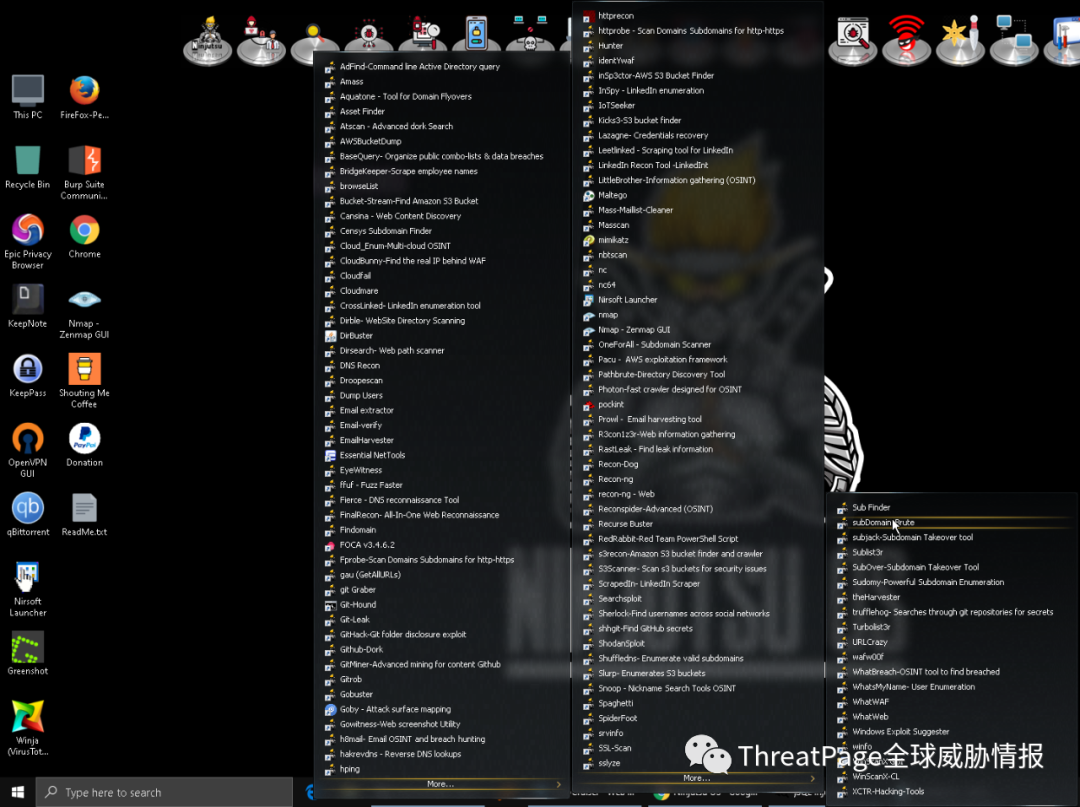 This PC
FireFox-Pe...
Recycle Bin
Burp Suite
Communi...
Epic Privacy
Browser
Chrome
KeepNote
Nmap -
Zenmap GUI
KeepPass
Shouting Me
Coffee
OpenVPN
GUI
Donation
qBittorrent
ReadMe.txt
Nirsoft
Launcher
Greenshot
Winja
(VirusTot...
Type here to search
AdFind-Command line Active Directory query
Amass
Aquatone - Tool for Domain Flyovers
Asset Finder
Atscan - Advanced dork Search
AWSBucketDump
BaseQuery- Organize public combo-lists & data breaches
BridgeKeeper-Scrape employee names
browseList
Bucket-Stream-Find Amazon S3 Bucket
Cansina - Web Content Discovery
Censys Subdomain Finder
Cloud_Enum-Multi-cloud OSINT
CloudBunny-Find the real IP behind WAF
Cloudfail
Cloudmare
CrossLinked- LinkedIn enumeration tool
Dirble- WebSite Directory Scanning
DirBuster
Dirsearch- Web path scanner
DNS Recon
Droopescan
Dump Users
Email extractor
Email-verify
EmailHarvester
Essential NetTools
EyeWitness
ffuf - Fuzz Faster
Fierce - DNS reconnaissance Tool
FinalRecon- All-In-One Web Reconnaissance
Findomain
FOCA v3.4.6.2
Fprobe-Scan Domains Subdomains for http-https
gau (GetAllURLs)
git Graber
Git-Hound
Git-Leak
GitHack-Git folder disclosure exploit
Github-Dork
GitMiner-Advanced mining for content Github
Gitrob
Gobuster
Goby - Attack surface mapping
Gowitness-Web screenshot Utility
h8mail- Email OSINT and breach hunting
hakrevdns - Reverse DNS lookups
hping
More...
httprecon
httprobe - Scan Domains Subdomains for http-https
Hunter
identYwaf
inSp3ctor-AWS S3 Bucket Finder
InSpy - LinkedIn enumeration
IoTSeeker
Kicks3-S3 bucket finder
Lazagne- Credentials recovery
Leetlinked - Scraping tool for LinkedIn
LinkedIn Recon Tool -LinkedInt
LittleBrother-Information gathering (OSINT)
Maltego
Mass-Maillist-Cleaner
Masscan
mimikatz
nbtscan
nc
nc64
Nirsoft Launcher
nmap
Nmap - Zenmap GUI
OneForAll - Subdomain Scanner
Pacu - AWS exploitation framework
Pathbrute-Directory Discovery Tool
Photon-fast crawler designed for OSINT
pockint
Prowl - Email harvesting tool
R3con1z3r-Web information gathering
RastLeak - Find leak information
Recon-Dog
Recon-ng
recon-ng - Web
Reconspider-Advanced (OSINT)
Recurse Buster
RedRabbit-Red Team PowerShell Script
s3recon-Amazon S3 bucket finder and crawler
S3Scanner- Scan s3 buckets for security issues
ScrapedIn- LinkedIn Scraper
Searchsploit
Sherlock-Find usernames across social networks
shhgit-Find GitHub secrets
ShodanSploit
Shuffledns- Enumerate valid subdomains
Slurp- Enumerates S3 buckets
Snoop - Nickname Search Tools OSINT
Spaghetti
SpiderFoot
srvinfo
SSL-Scan
sslyze
More...
Sub Finder
subDomainsBrute
subjack-Subdomain Takeover tool
Sublist3r
SubOver-Subdomain Takeover Tool
Sudomy-Powerful Subdomain Enumeration
theHarvester
trufflehog- Searches through git repositories for secrets
Turbolist3r
URLCrazy
wafw00f
WhatBreach-OSINT tool to find breached
WhatsMyName- User Enumeration
WhatWAF
WhatWeb
Windows Exploit Suggester
winfo
WinScanX-CL
XCTR-Hacking-Tools
ThreatPage全球威胁情报